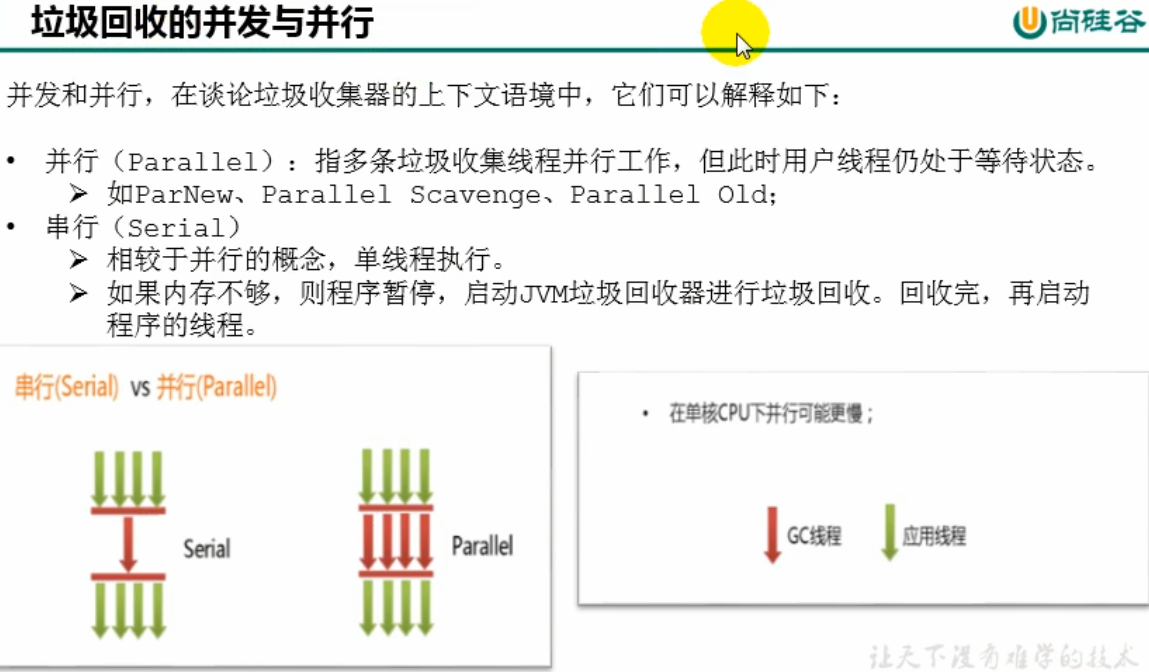 垃圾回收的并发与并行
尚硅谷
并发和并行，在谈论垃圾收集器的上下文语境中，它们可以解释如下：
• 并行（Parallel）：指多条垃圾收集线程并行工作，但此时用户线程仍处于等待状态。
➢ 如ParNew、Parallel Scavenge、Parallel Old；
• 串行（Serial）
➢ 相较于并行的概念，单线程执行。
➢ 如果内存不够，则程序暂停，启动JVM垃圾回收器进行垃圾回收。回收完，再启动
程序的线程。
串行(Serial) vs 并行(Parallel)
Serial
Parallel
• 在单核CPU下并行可能更慢；
GC线程
应用线程
让天下没有难学的技术